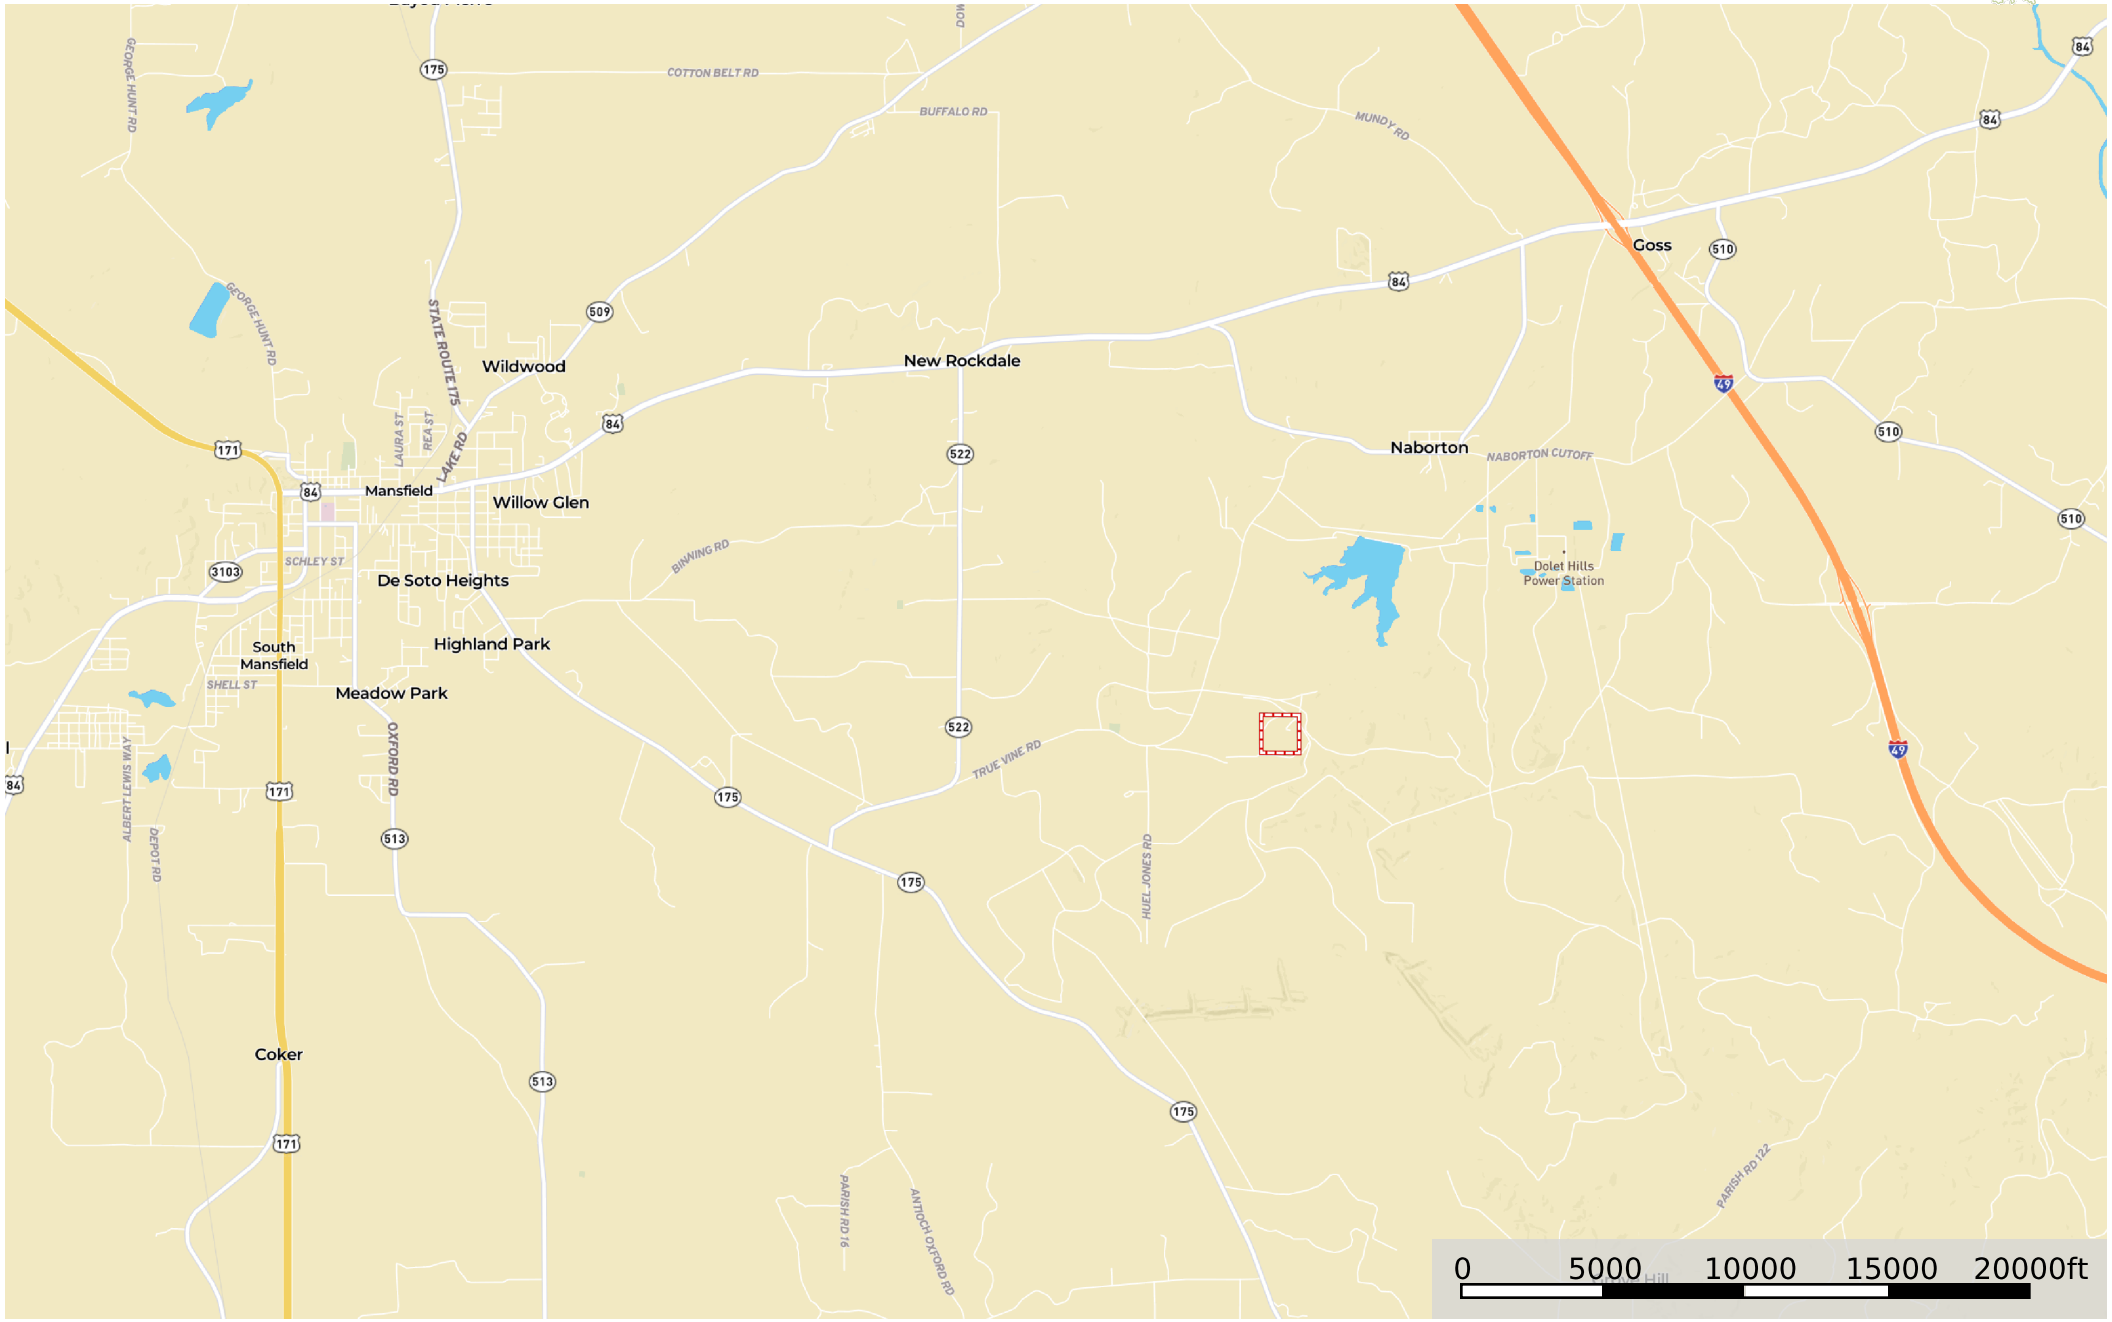 175
COTTON BELT RD
84
GEORGE HUNT RD
BUFFALO RD
MUNDY RD
84
Goss
510
84
GEORGE HUNT RD
STATE ROUTE 175
509
Wildwood
New Rockdale
49
LAURA ST
REA ST
84
171
LAKE RD
522
Naborton
NABORTON CUTOFF
510
84
Mansfield
Willow Glen
510
BINNING RD
SCHLEY ST
3103
De Soto Heights
Dolet Hills
Power Station
South
Mansfield
Highland Park
SHELL ST
Meadow Park
522
OXFORD RD
TRUE VINE RD
49
84
ALBERT LEWIS WAY
171
175
DEPOT RD
513
HUEL JONES RD
175
Coker
513
175
171
PARISH RD 122
PARISH RD 16
ANTIOCH OXFORD RD
0 5000 10000 15000 20000ft